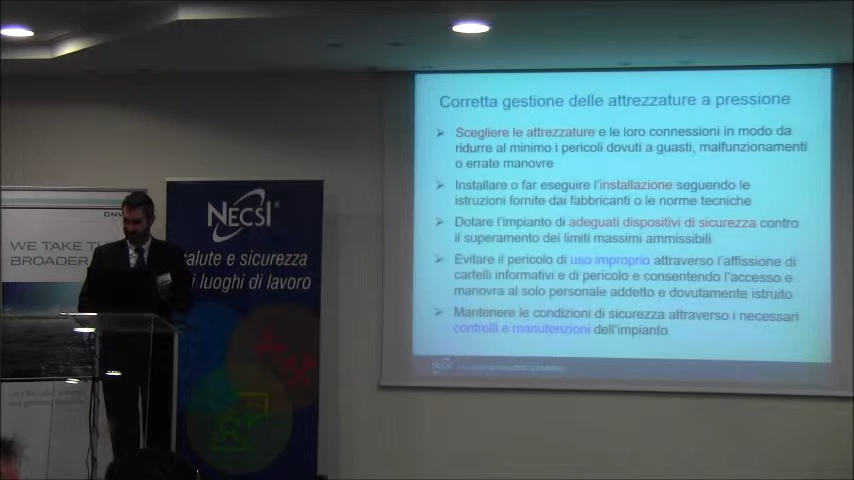 Corretta gestione delle attrezzature a pressione
Scegliere le attrezzature e le loro connessioni in modo da
ridurre al minimo i pericoli dovuti a guasti, malfunzionamenti
o errate manovre
Installare o far eseguire l'installazione seguendo le
istruzioni fornite dai fabbricanti o le norme tecniche
Dotare l'impianto di adeguati dispositivi di sicurezza contro
il superamento dei limiti massimi ammissibili
Evitare il pericolo di uso improprio attraverso l'affissione di
cartelli informativi e di pericolo e consentendo l'accesso e
manovra al solo personale addetto e dovutamente istruito
Mantenere le condizioni di sicurezza attraverso i necessari
controlli e manutenzioni dell'impianto
NECSI
NECSI®
salute e sicurezza
i luoghi di lavoro
DNV
WE TAKE
BROADER